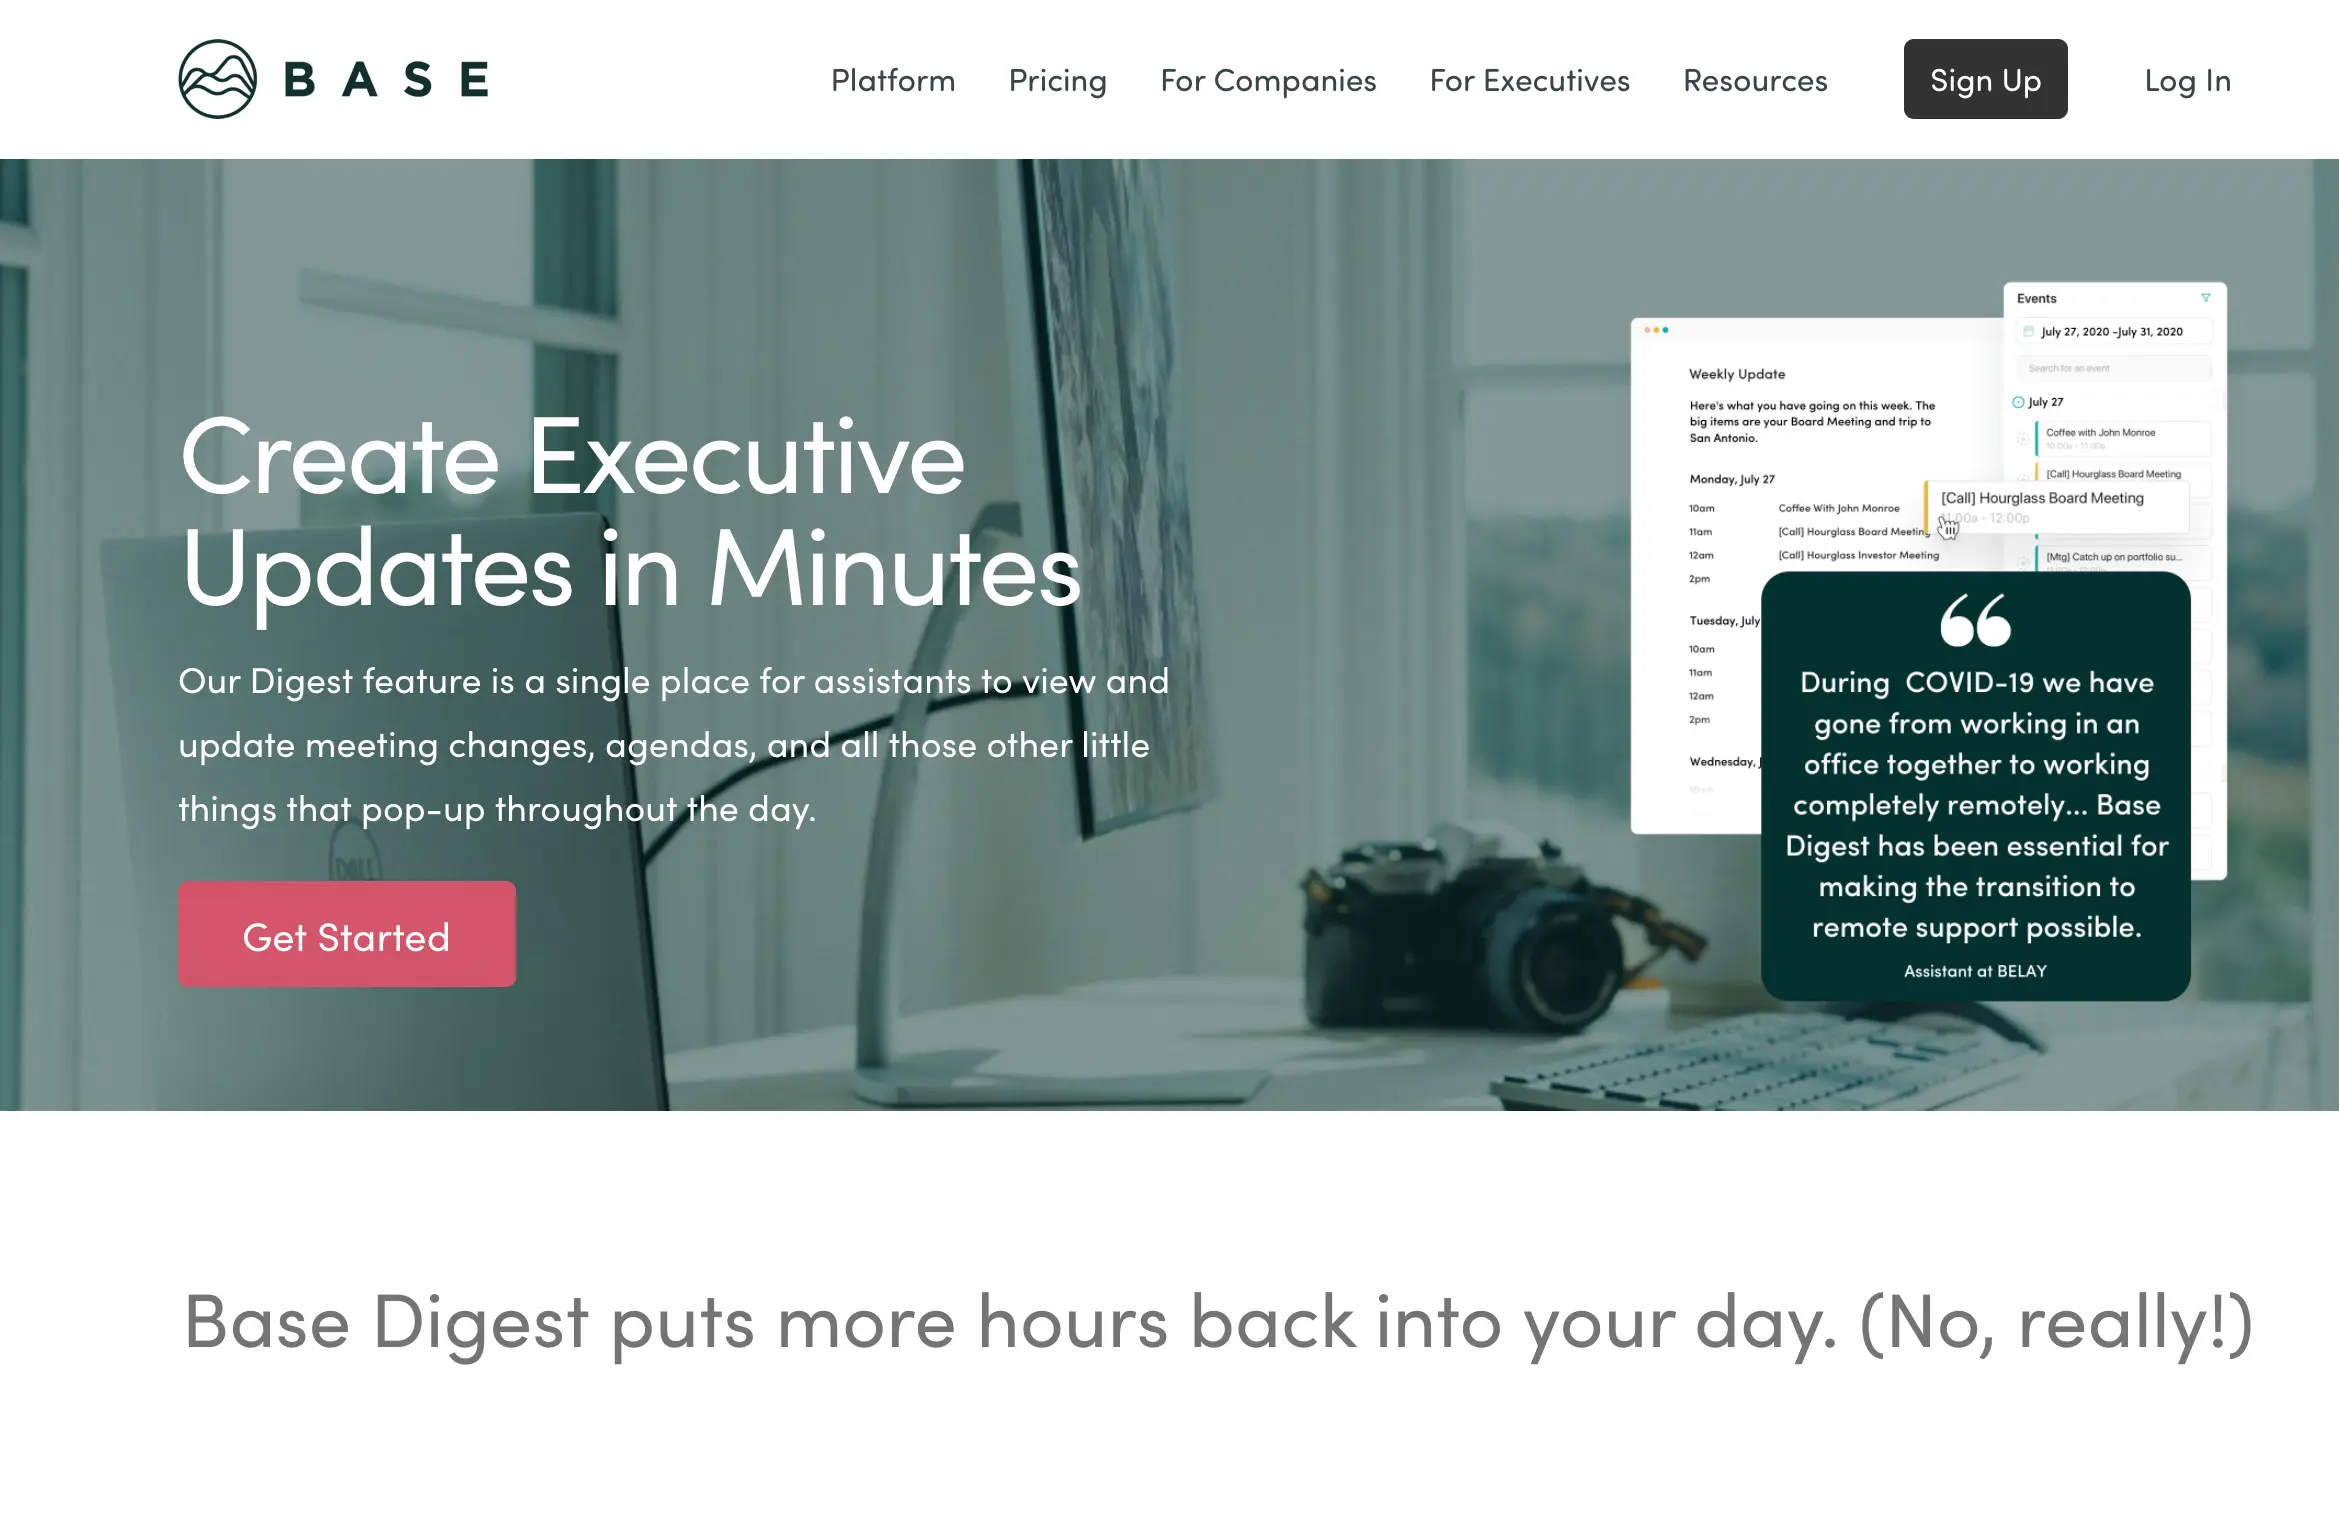 BASE
Platform
Pricing
For Companies
For Executives
Resources
Sign Up
Log In
Create Executive
Updates in Minutes
Our Digest feature is a single place for assistants to view and
update meeting changes, agendas, and all those other little
things that pop-up throughout the day.
DELL
Get Started
Weekly Update
Here's what you have going on this week. The
big items are your Board Meeting and trip to
San Antonio.
Monday, July 27
10am Coffee With John Monroe
11am [Call] Hourglass Board Meeting
12am [Call] Hourglass Investor Meeting
2pm
Tuesday, July
10am
11am
12am
2pm
Wednesday, J
10am
Events
July 27, 2020 -July 31, 2020
Search for an event
July 27
Coffee with John Monroe
10:00a - 11:00a
[Call] Hourglass Board Meeting
[Call] Hourglass Board Meeting
11:00a - 12:00p
[Mtg] Catch up on portfolio su...
“
During COVID-19 we have
gone from working in an
office together to working
completely remotely... Base
Digest has been essential for
making the transition to
remote support possible.
Assistant at BELAY
Base Digest puts more hours back into your day. (No, really!)